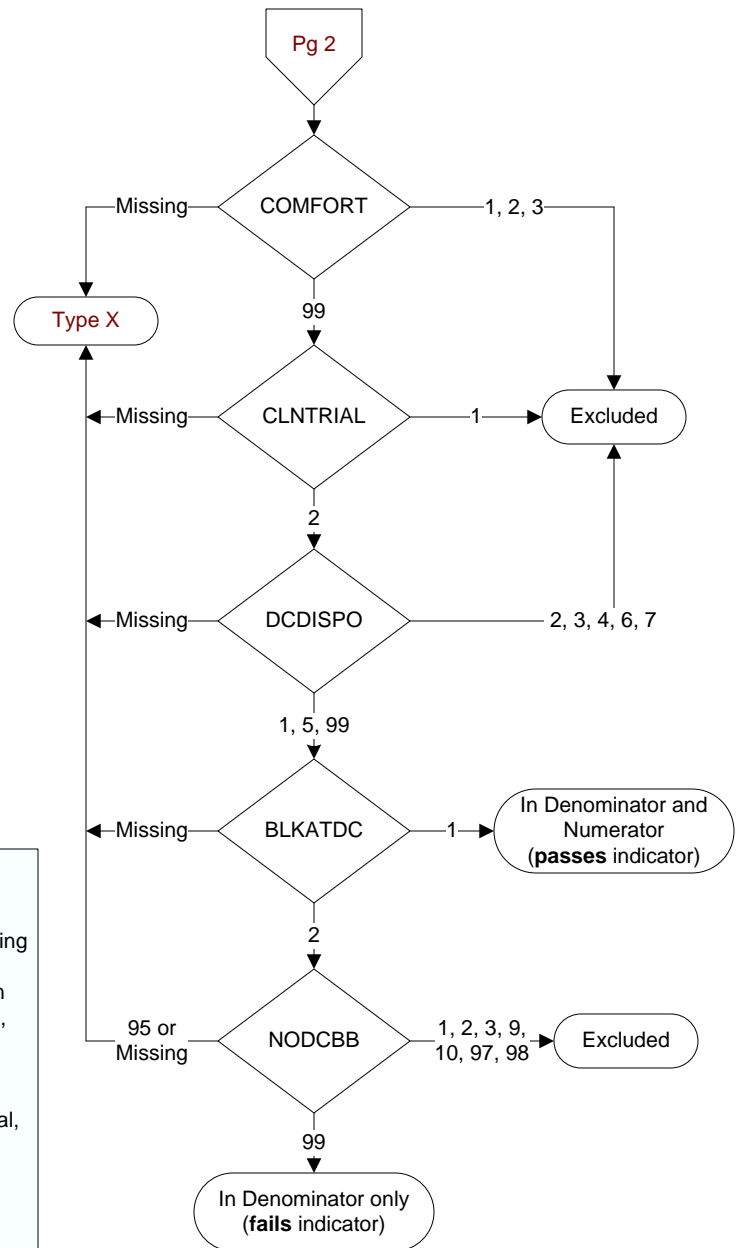 Pg 2
COMFORT
Missing
1, 2, 3
99
Type X
CLNTRIAL
Missing
1
Excluded
2
DCDISPO
Missing
2, 3, 4, 6, 7
1, 5, 99
BLKATDC
Missing
1
In Denominator and
Numerator
(passes indicator)
2
NODCBB
95 or
Missing
1, 2, 3, 9,
10, 97, 98
Excluded
99
In Denominator only
(fails indicator)